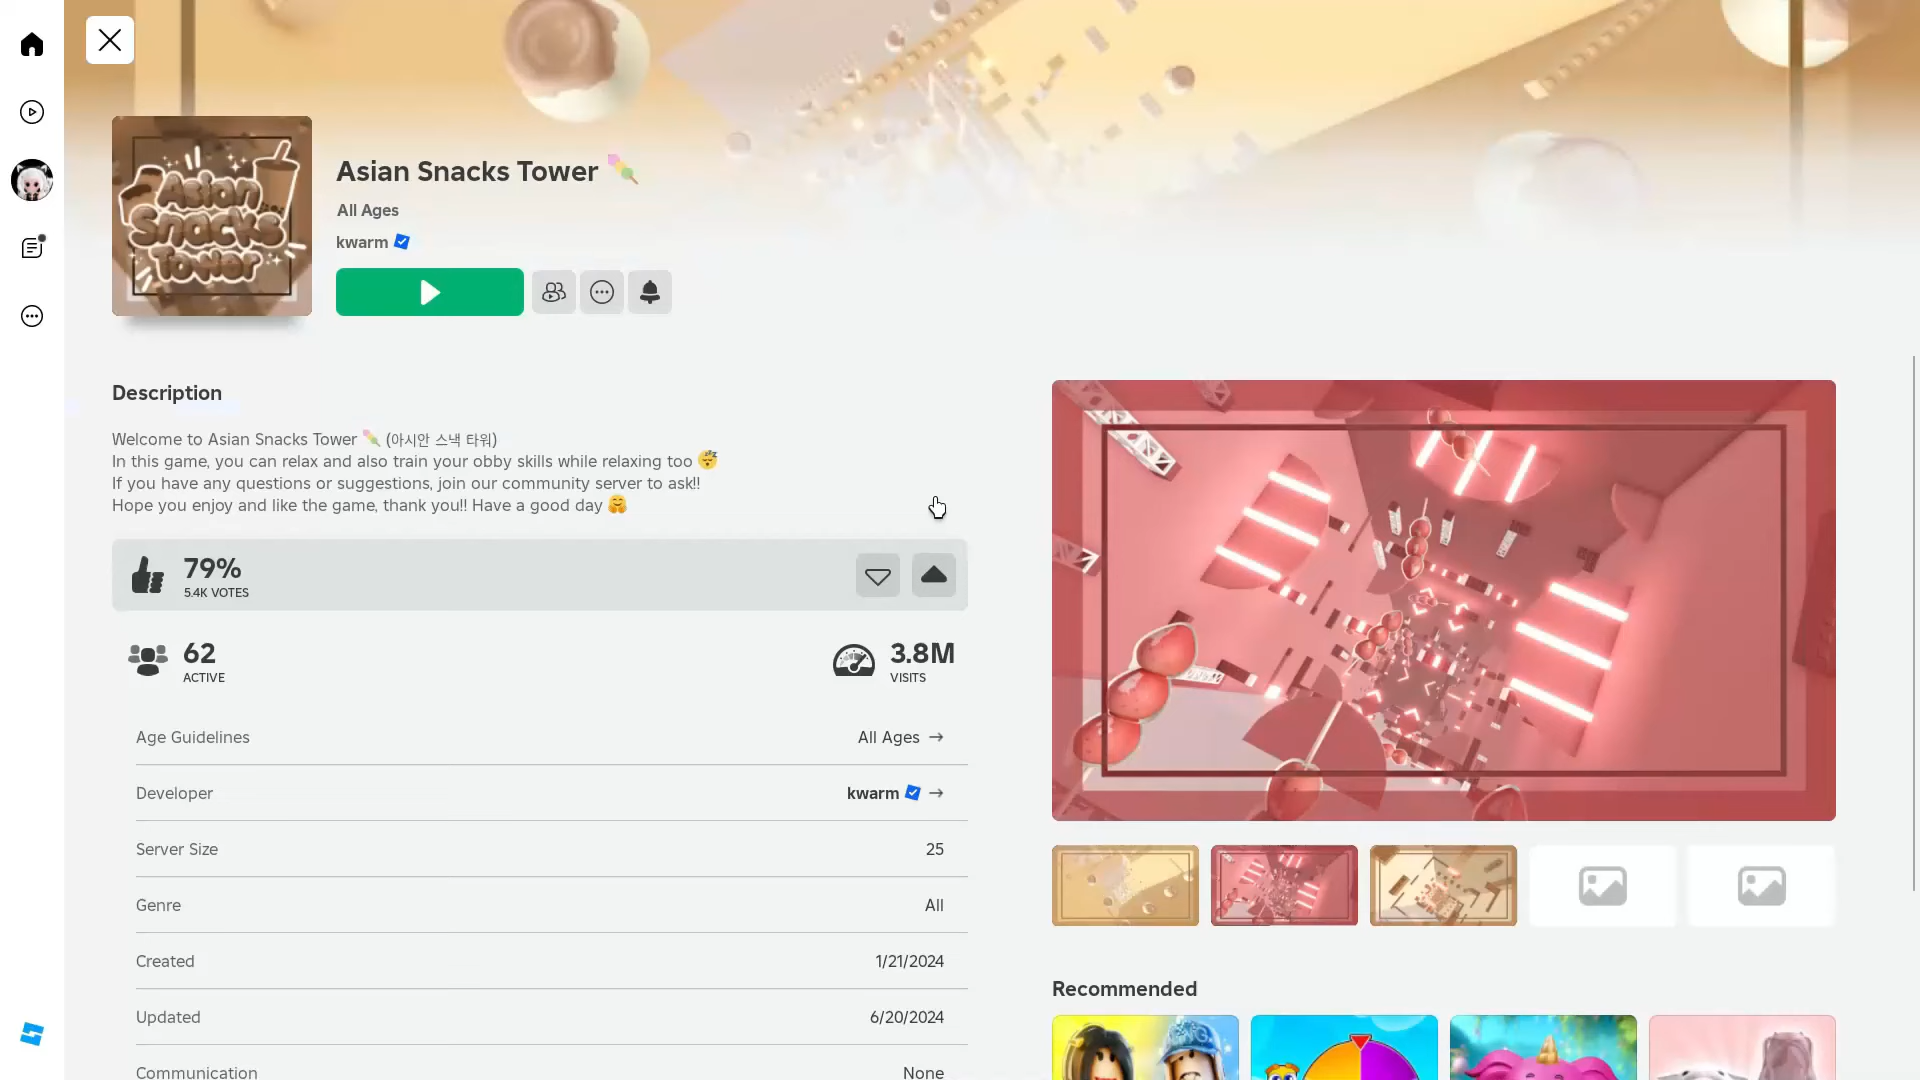 Asian Snacks Tower
Asian Snacks Tower 🍡
All Ages
kwarm
Description
Welcome to Asian Snacks Tower 🍡 (아시안 스낵 타워)
In this game, you can relax and also train your obby skills while relaxing too 😴
If you have any questions or suggestions, join our community server to ask!!
Hope you enjoy and like the game, thank you!! Have a good day 🤗
79%
5.4K VOTES
62
ACTIVE
3.8M
VISITS
Age Guidelines All Ages →
Developer kwarm →
Server Size 25
Genre All
Created 1/21/2024
Updated 6/20/2024
Communication None
Recommended